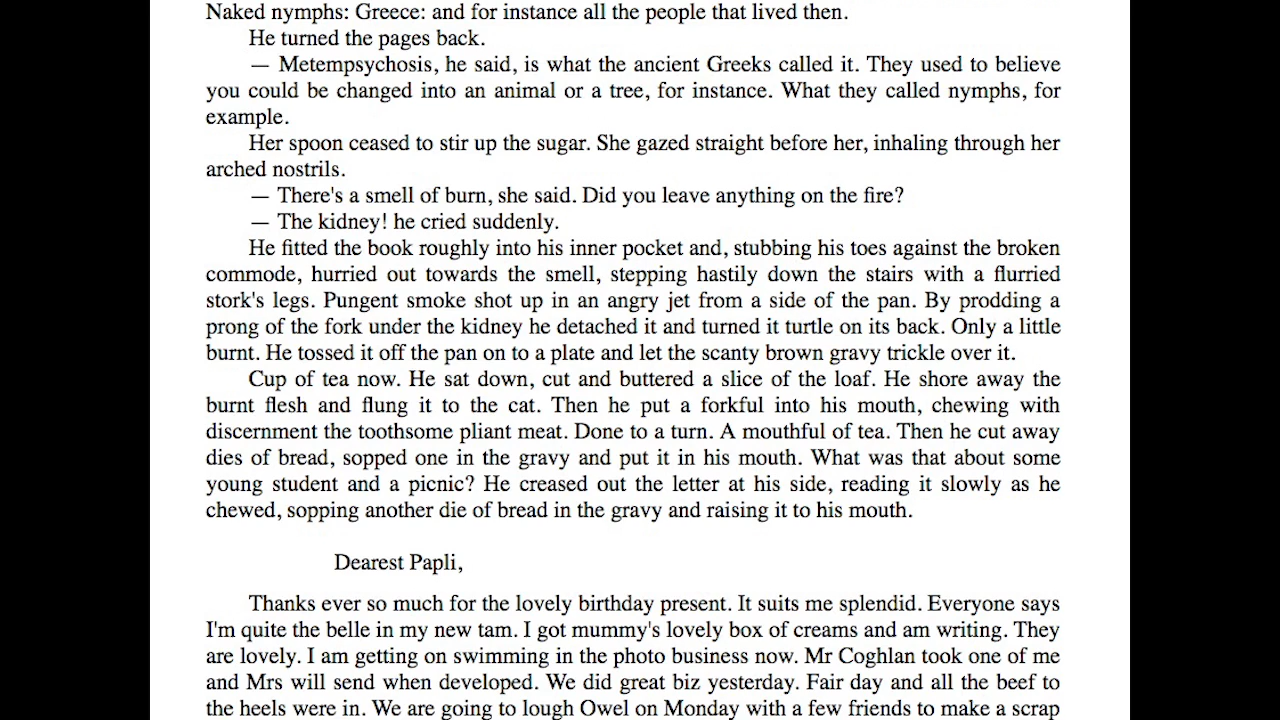 Naked nymphs: Greece: and for instance all the people that lived then.
He turned the pages back.
— Metempsychosis, he said, is what the ancient Greeks called it. They used to believe
you could be changed into an animal or a tree, for instance. What they called nymphs, for
example.
Her spoon ceased to stir up the sugar. She gazed straight before her, inhaling through her
arched nostrils.
— There's a smell of burn, she said. Did you leave anything on the fire?
— The kidney! he cried suddenly.
He fitted the book roughly into his inner pocket and, stubbing his toes against the broken
commode, hurried out towards the smell, stepping hastily down the stairs with a flurried
stork's legs. Pungent smoke shot up in an angry jet from a side of the pan. By prodding a
prong of the fork under the kidney he detached it and turned it turtle on its back. Only a little
burnt. He tossed it off the pan on to a plate and let the scanty brown gravy trickle over it.
Cup of tea now. He sat down, cut and buttered a slice of the loaf. He shore away the
burnt flesh and flung it to the cat. Then he put a forkful into his mouth, chewing with
discernment the toothsome pliant meat. Done to a turn. A mouthful of tea. Then he cut away
dies of bread, sopped one in the gravy and put it in his mouth. What was that about some
young student and a picnic? He creased out the letter at his side, reading it slowly as he
chewed, sopping another die of bread in the gravy and raising it to his mouth.
Dearest Papli,
Thanks ever so much for the lovely birthday present. It suits me splendid. Everyone says
I'm quite the belle in my new tam. I got mummy's lovely box of creams and am writing. They
are lovely. I am getting on swimming in the photo business now. Mr Coghlan took one of me
and Mrs will send when developed. We did great biz yesterday. Fair day and all the beef to
the heels were in. We are going to lough Owel on Monday with a few friends to make a scrap